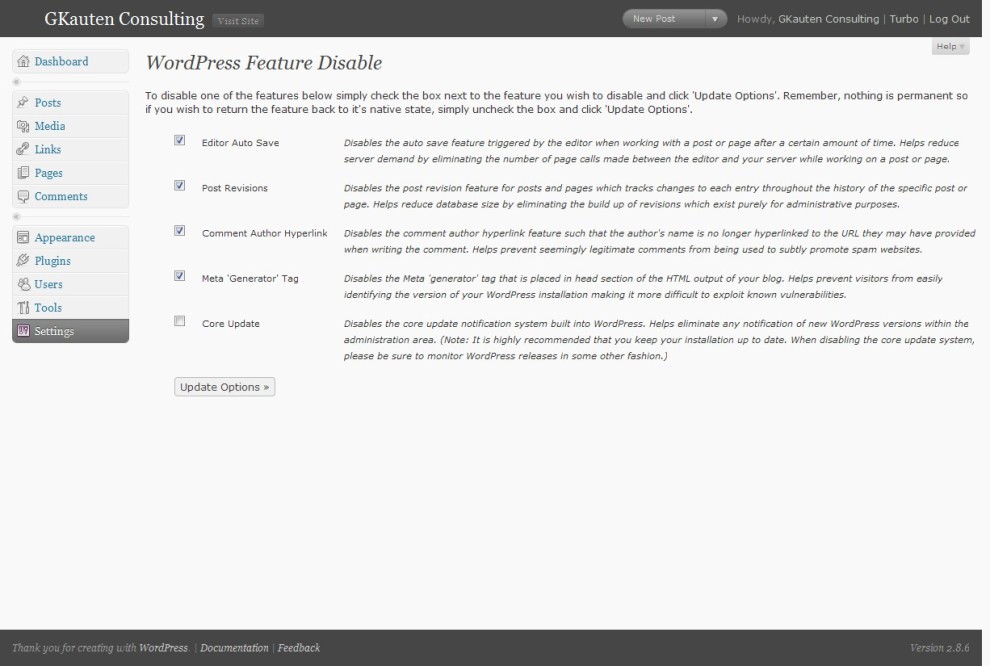 GKauten Consulting Visit Site
New Post Howdy, GKauten Consulting | Turbo | Log Out
Help
Dashboard
Posts
Media
Links
Pages
Comments
Appearance
Plugins
Users
Tools
Settings
WordPress Feature Disable
To disable one of the features below simply check the box next to the feature you wish to disable and click 'Update Options'. Remember, nothing is permanent so
if you wish to return the feature back to it's native state, simply uncheck the box and click 'Update Options'.
Editor Auto Save
Disables the auto save feature triggered by the editor when working with a post or page after a certain amount of time. Helps reduce
server demand by eliminating the number of page calls made between the editor and your server while working on a post or page.
Post Revisions
Disables the post revision feature for posts and pages which tracks changes to each entry throughout the history of the specific post or
page. Helps reduce database size by eliminating the build up of revisions which exist purely for administrative purposes.
Comment Author Hyperlink
Disables the comment author hyperlink feature such that the author's name is no longer hyperlinked to the URL they may have provided
when writing the comment. Helps prevent seemingly legitimate comments from being used to subtly promote spam websites.
Meta 'Generator' Tag
Disables the Meta 'generator' tag that is placed in head section of the HTML output of your blog. Helps prevent visitors from easily
identifying the version of your WordPress installation making it more difficult to exploit known vulnerabilities.
Core Update
Disables the core update notification system built into WordPress. Helps eliminate any notification of new WordPress versions within the
administration area. (Note: It is highly recommended that you keep your installation up to date. When disabling the core update system,
please be sure to monitor WordPress releases in some other fashion.)
Update Options »
Thank you for creating with WordPress. | Documentation | Feedback
Version 2.8.6